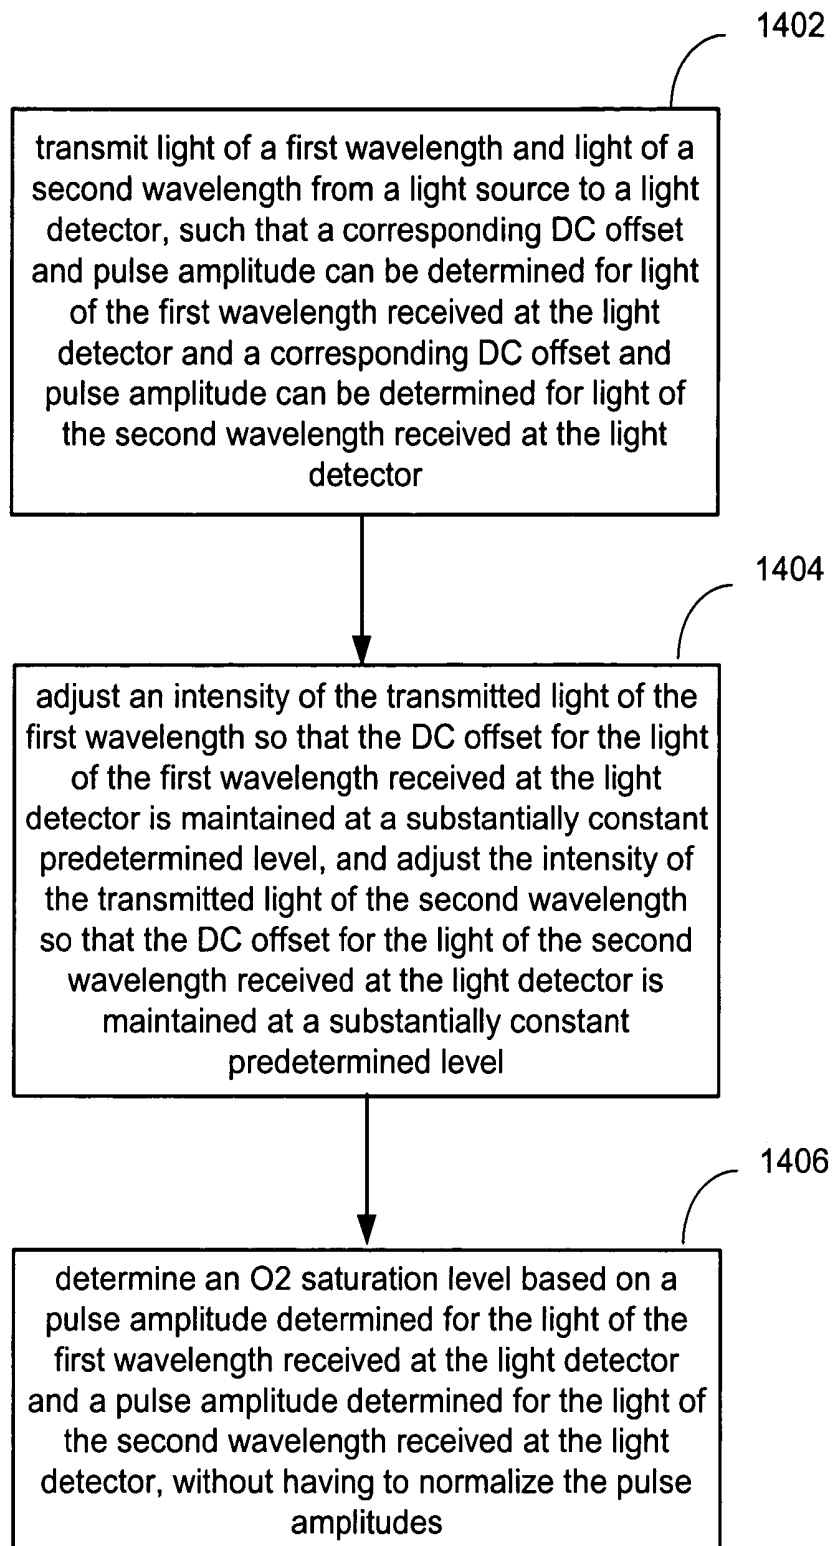 1402
transmit light of a first wavelength and light of a
second wavelength from a light source to a light
detector, such that a corresponding DC offset
and pulse amplitude can be determined for light
of the first wavelength received at the light
detector and a corresponding DC offset and
pulse amplitude can be determined for light of
the second wavelength received at the light
detector
1404
adjust an intensity of the transmitted light of the
first wavelength so that the DC offset for the light
of the first wavelength received at the light
detector is maintained at a substantially constant
predetermined level, and adjust the intensity of
the transmitted light of the second wavelength
so that the DC offset for the light of the second
wavelength received at the light detector is
maintained at a substantially constant
predetermined level
1406
determine an O2 saturation level based on a
pulse amplitude determined for the light of the
first wavelength received at the light detector
and a pulse amplitude determined for the light of
the second wavelength received at the light
detector, without having to normalize the pulse
amplitudes